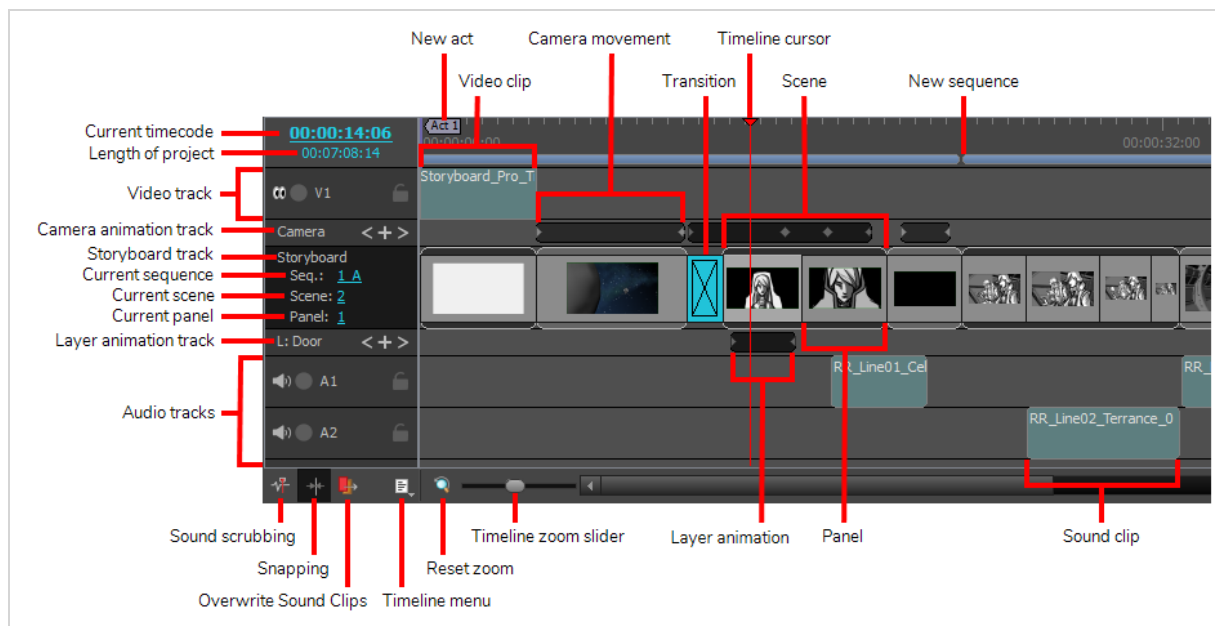 New act
Camera movement
Timeline cursor
Video clip
Transition
Scene
New sequence
Current timecode
Length of project
Video track
Camera animation track
Storyboard track
Current sequence
Current scene
Current panel
Layer animation track
Audio tracks
00:00:14:06
00:07:08:14
Act 1
00:00:32:00
V1
Storyboard_Pro_T
Camera
Storyboard
Seq.: 1_A
Scene: 2
Panel: 1
L: Door
A1
RR_Line01_Cel
RR_
A2
RR_Line02_Terrance_0
Sound scrubbing
Timeline zoom slider
Layer animation
Panel
Sound clip
Snapping
Reset zoom
Overwrite Sound Clips
Timeline menu